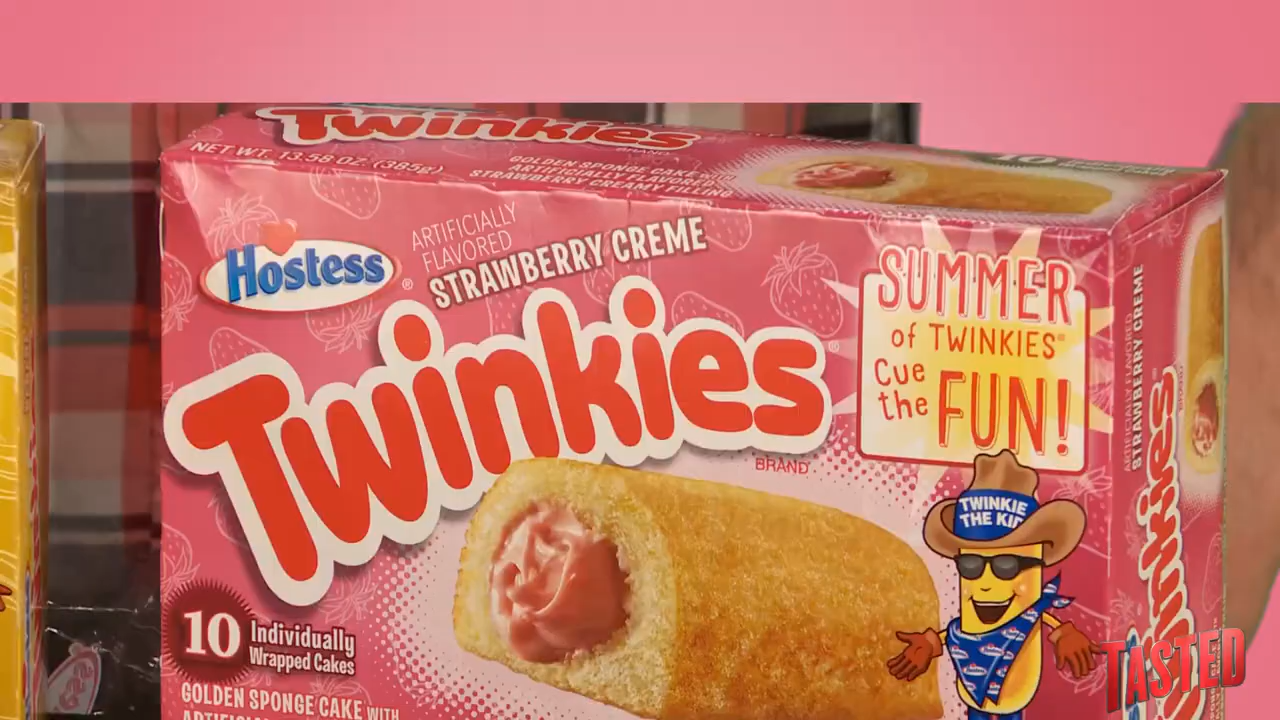 Twinkies
BRAND
NET WT. 13.58 OZ. (385g)
GOLDEN SPONGE CAKE WITH
ARTIFICIALLY FLAVORED
STRAWBERRY CREAMY FILLING
10
Hostess®
ARTIFICIALLY
FLAVORED
STRAWBERRY CREME
Twinkies®
BRAND
SUMMER
of TWINKIES®
Cue
the FUN!
TWINKIE
THE KID
10 Individually
Wrapped Cakes
GOLDEN SPONGE CAKE WITH
ARTIFICIALLY FLAVORED
STRAWBERRY CREME
Twinkies
BRAND
TASTED